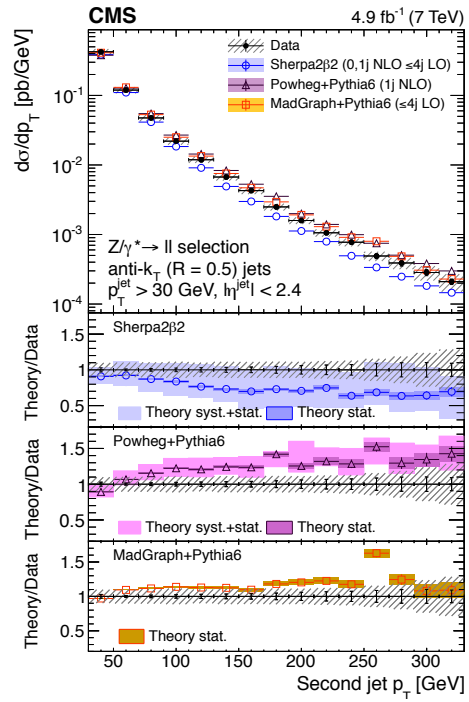 CMS 4.9 fb⁻¹ (7 TeV)
dσ/dp_T [pb/GeV]
Data
Sherpa2β2 (0,1j NLO ≤4j LO)
Powheg+Pythia6 (1j NLO)
MadGraph+Pythia6 (≤4j LO)
10⁻¹
10⁻²
10⁻³
10⁻⁴
Z/γ*→ ll selection
anti-k_T (R = 0.5) jets
p_T^jet > 30 GeV, |η^jet| < 2.4
Theory/Data
1.5
1
0.5
Sherpa2β2
Theory syst.+stat. Theory stat.
Theory/Data
1.5
1
0.5
Powheg+Pythia6
Theory syst.+stat. Theory stat.
Theory/Data
1.5
1
0.5
MadGraph+Pythia6
Theory stat.
50 100 150 200 250 300
Second jet p_T [GeV]